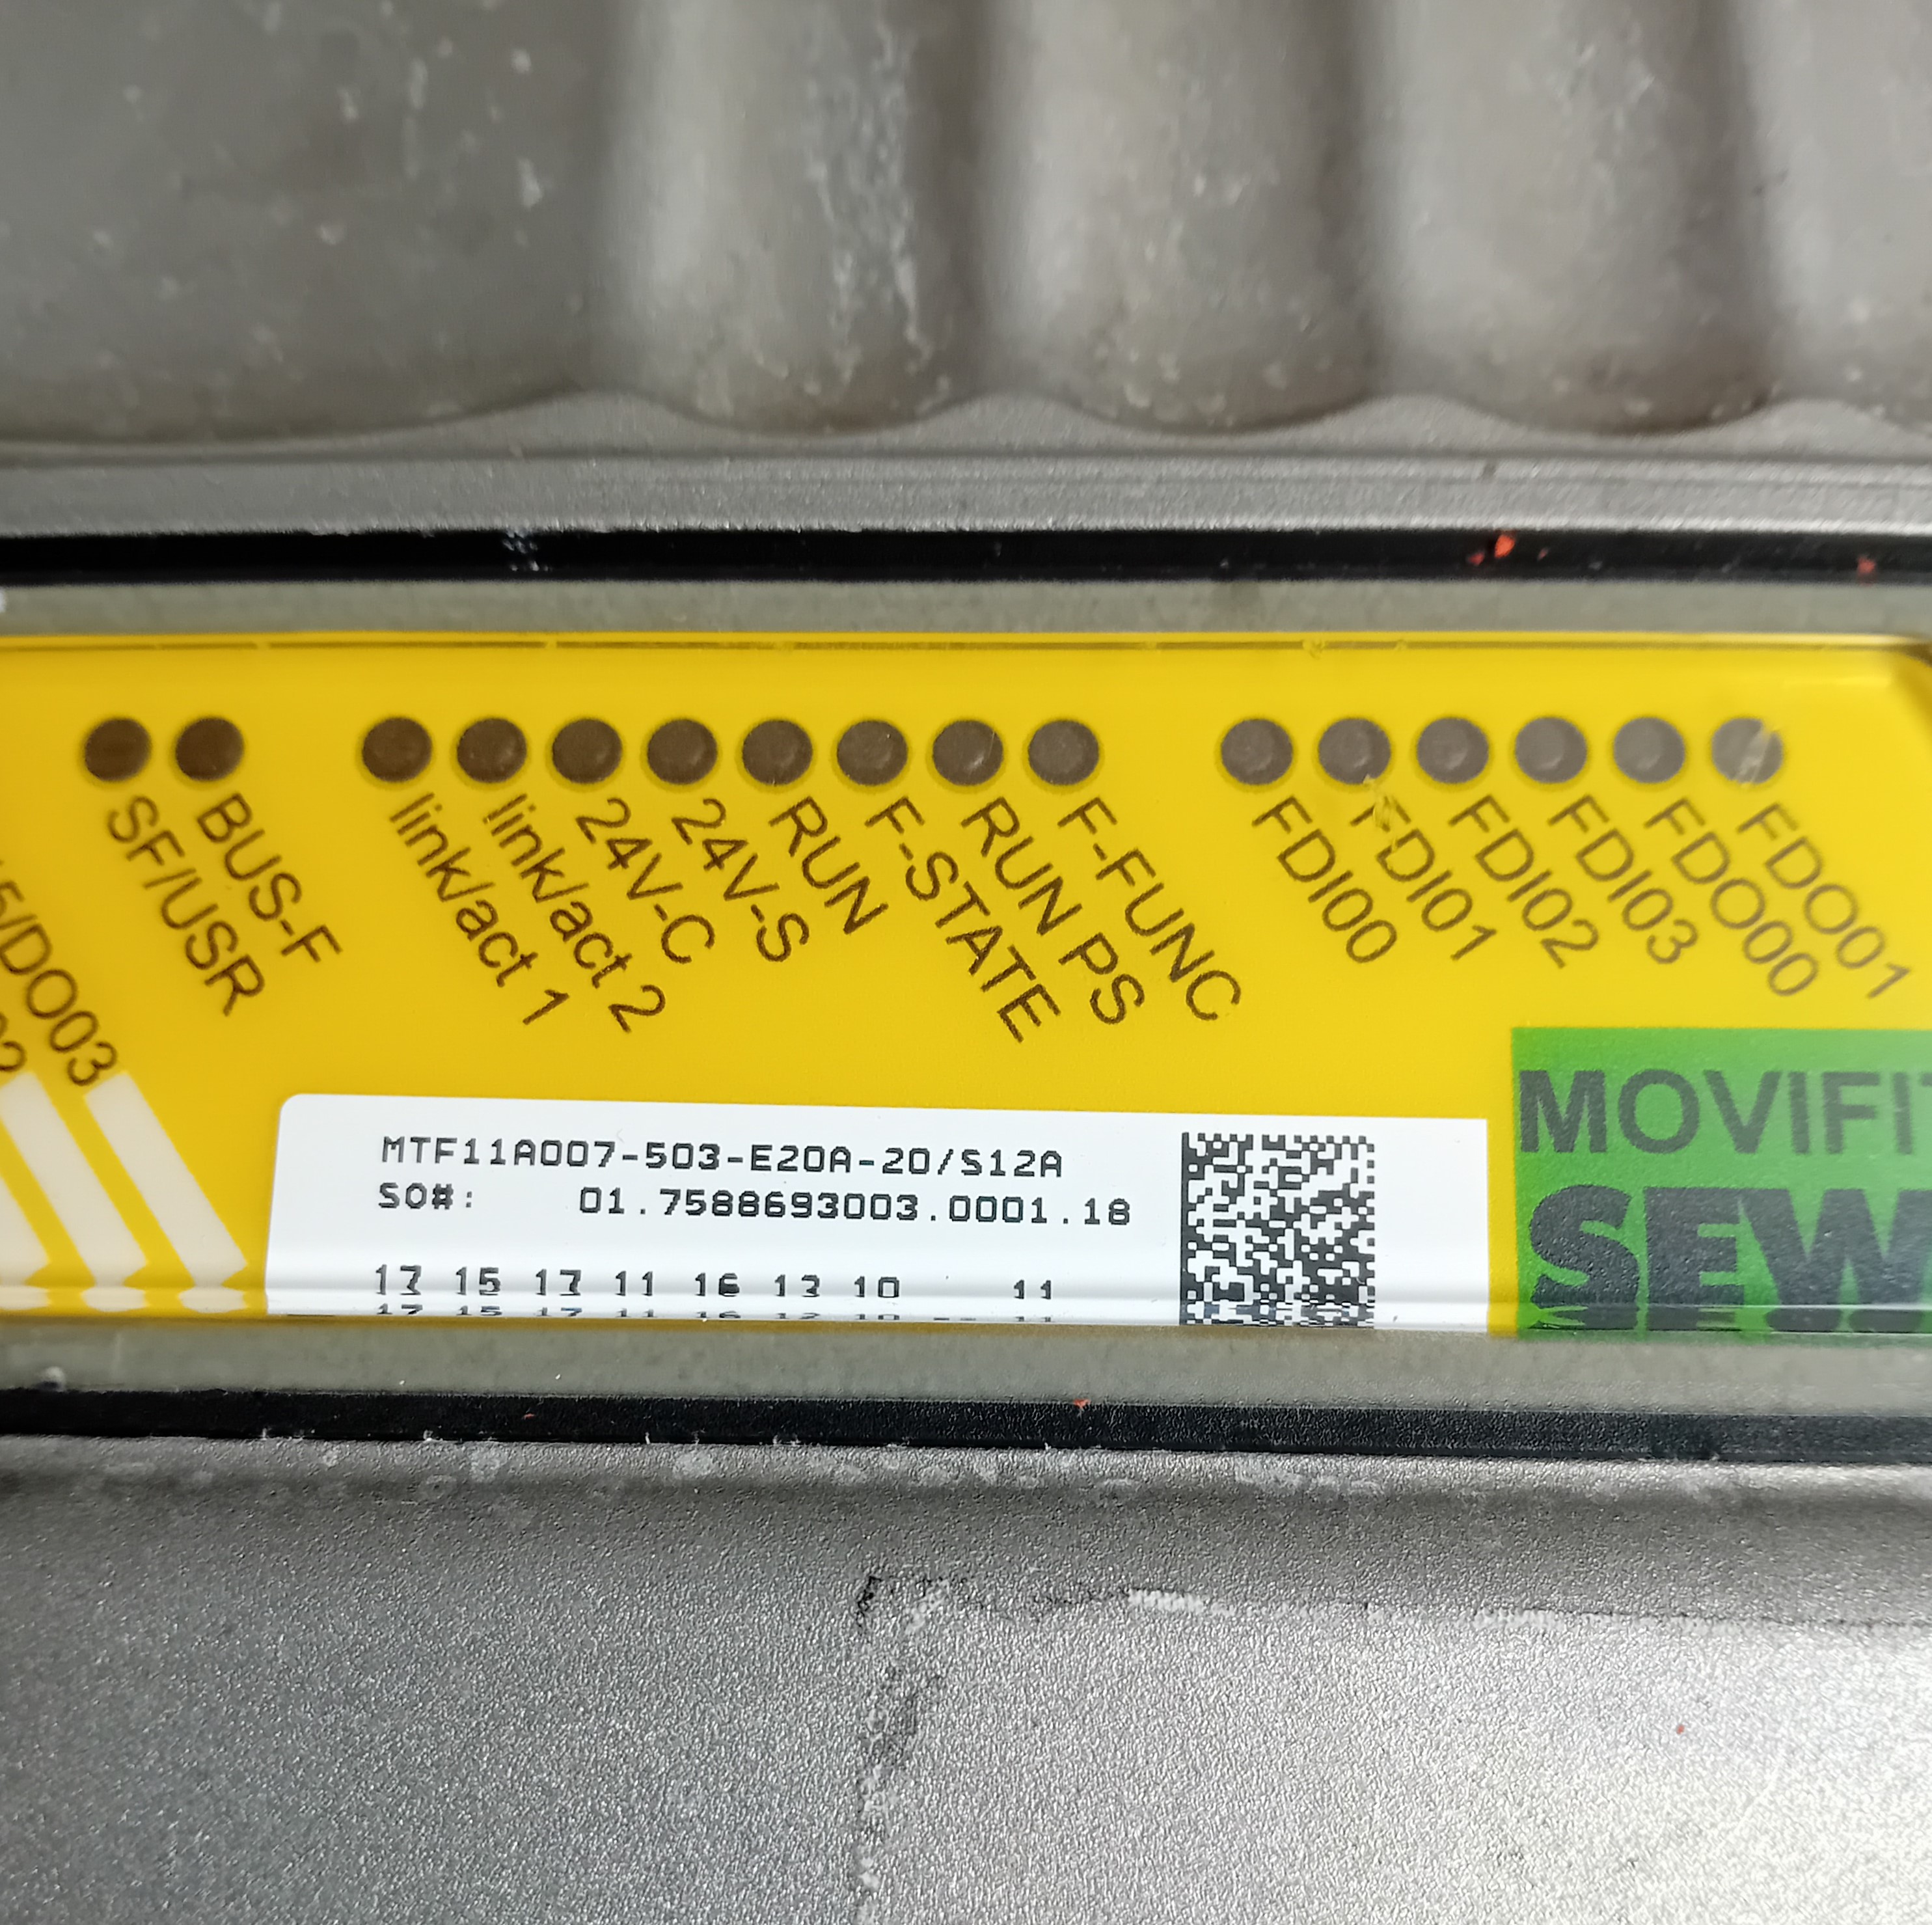 SF/USR
BUS-F
link/act 1
link/act 2
24V-C
24V-S
RUN
F-STATE
RUN PS
F-FUNC
FDI00
FDI01
FDI02
FDI03
FDO00
FDO01
5/DO03
MTF11A007-503-E20A-20/S12A
SO#: 01.7588693003.0001.18
17 15 17 11 16 13 10 11
MOVIFI
SEW